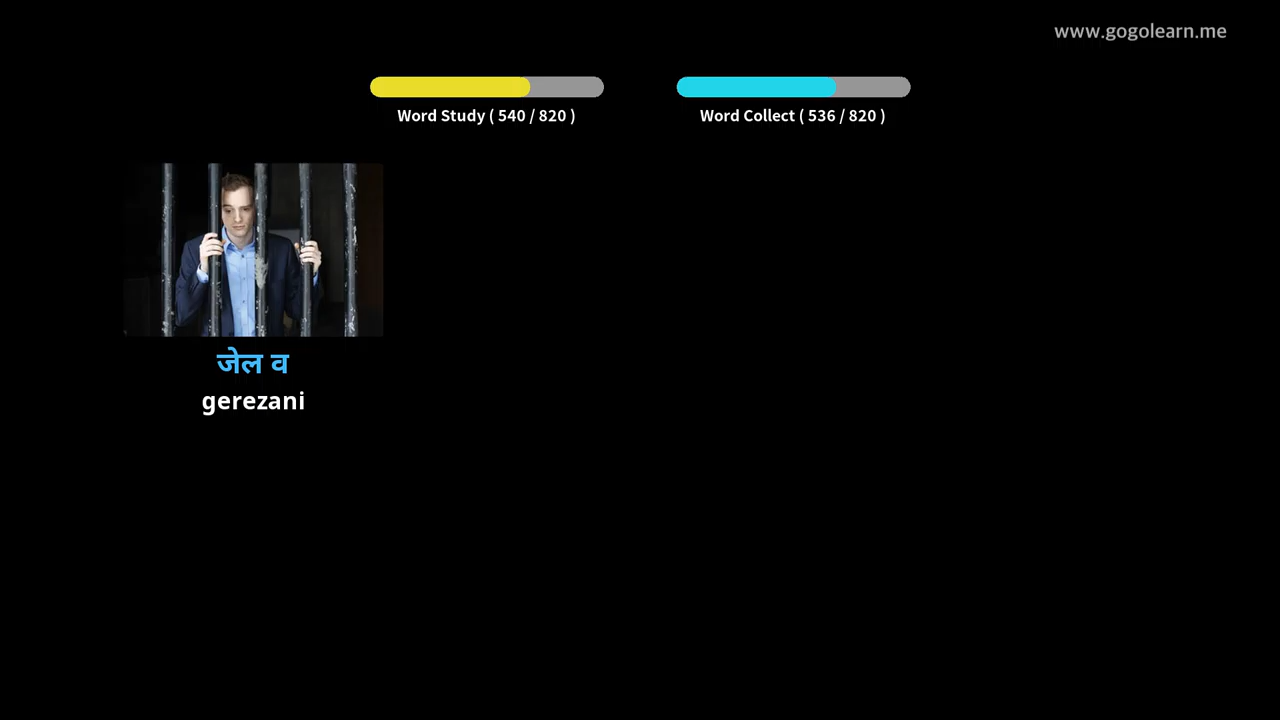 www.gogolearn.me
Word Study ( 540 / 820 )
Word Collect ( 536 / 820 )
जेल व
gerezani